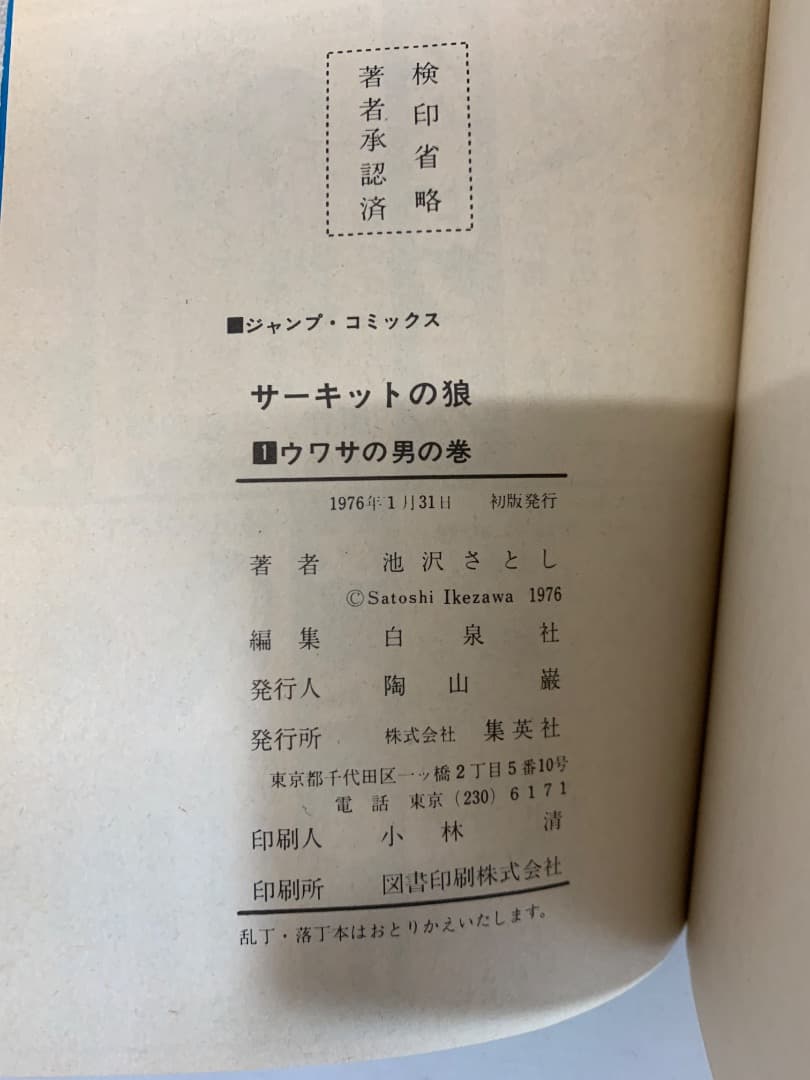 検印省略
著者承認済
■ジャンプ・コミックス
サーキットの狼
1ウワサの男の巻
1976年1月31日 初版発行
著者 池沢さとし
©Satoshi Ikezawa 1976
編集 白泉社
発行人 陶山巌
発行所 株式会社 集英社
東京都千代田区一ッ橋2丁目5番10号
電話 東京(230)6171
印刷人 小林清
印刷所 図書印刷株式会社
乱丁・落丁本はおとりかえいたします。